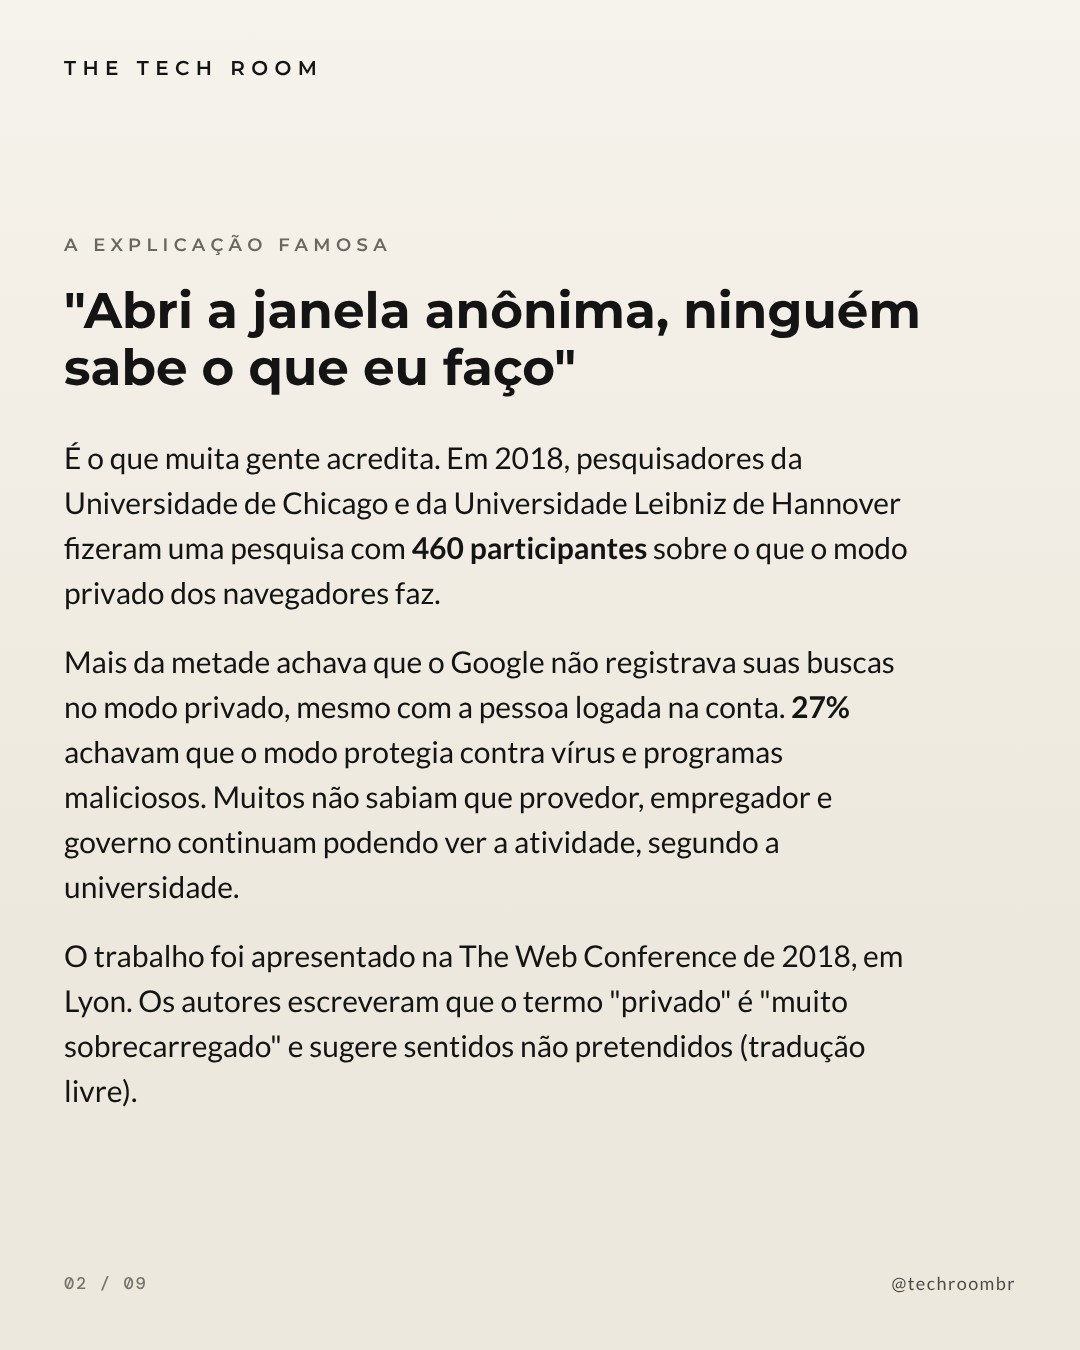 THE TECH ROOM
A EXPLICAÇÃO FAMOSA
"Abri a janela anônima, ninguém
sabe o que eu faço"
É o que muita gente acredita. Em 2018, pesquisadores da
Universidade de Chicago e da Universidade Leibniz de Hannover
fizeram uma pesquisa com 460 participantes sobre o que o modo
privado dos navegadores faz.
Mais da metade achava que o Google não registrava suas buscas
no modo privado, mesmo com a pessoa logada na conta. 27%
achavam que o modo protegia contra vírus e programas
maliciosos. Muitos não sabiam que provedor, empregador e
governo continuam podendo ver a atividade, segundo a
universidade.
O trabalho foi apresentado na The Web Conference de 2018, em
Lyon. Os autores escreveram que o termo "privado" é "muito
sobrecarregado" e sugere sentidos não pretendidos (tradução
livre).
02 / 09
@techroombr